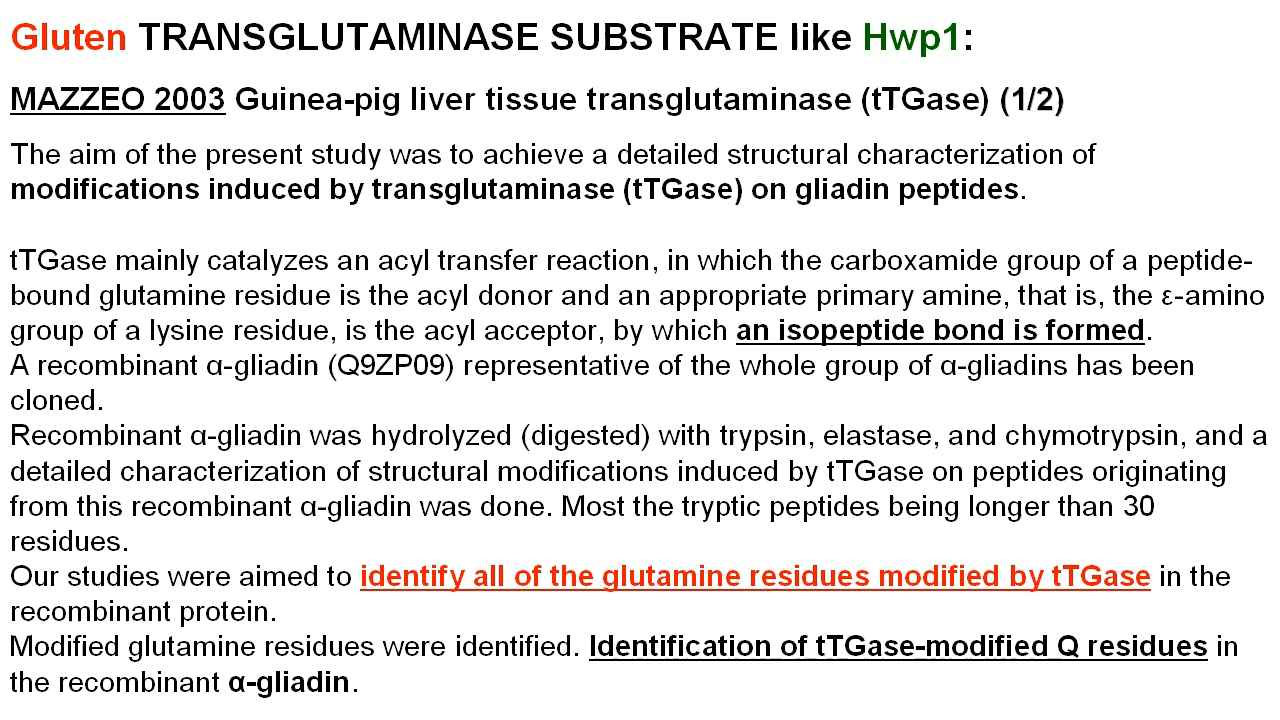 Gluten TRANSGLUTAMINASE SUBSTRATE like Hwp1:
MAZZEO 2003 Guinea-pig liver tissue transglutaminase (tTGase) (1/2)
The aim of the present study was to achieve a detailed structural characterization of
modifications induced by transglutaminase (tTGase) on gliadin peptides.
tTGase mainly catalyzes an acyl transfer reaction, in which the carboxamide group of a peptide-
bound glutamine residue is the acyl donor and an appropriate primary amine, that is, the ε-amino
group of a lysine residue, is the acyl acceptor, by which an isopeptide bond is formed.
A recombinant α-gliadin (Q9ZP09) representative of the whole group of α-gliadins has been
cloned.
Recombinant α-gliadin was hydrolyzed (digested) with trypsin, elastase, and chymotrypsin, and a
detailed characterization of structural modifications induced by tTGase on peptides originating
from this recombinant α-gliadin was done. Most the tryptic peptides being longer than 30
residues.
Our studies were aimed to identify all of the glutamine residues modified by tTGase in the
recombinant protein.
Modified glutamine residues were identified. Identification of tTGase-modified Q residues in
the recombinant α-gliadin.